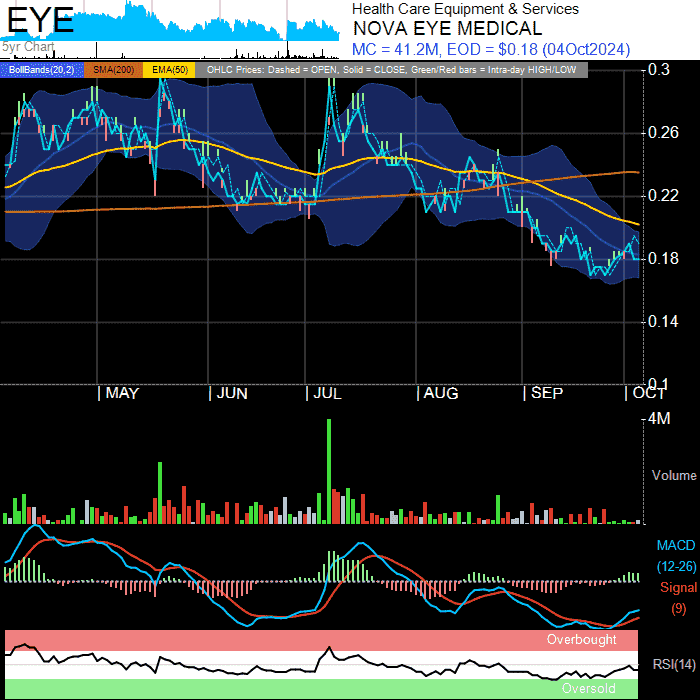 EYE
5yr Chart
Health Care Equipment & Services
NOVA EYE MEDICAL
MC = 41.2M, EOD = $0.18 (04Oct2024)
BollBands(20,2) SMA(200) EMA(50) OHLC Prices: Dashed = OPEN, Solid = CLOSE, Green/Red bars = Intra-day HIGH/LOW
0.3
0.26
0.22
0.18
0.14
0.1
MAY JUN JUL AUG SEP OCT
4M
Volume
MACD
(12-26)
Signal
(9)
Overbought
RSI(14)
Oversold